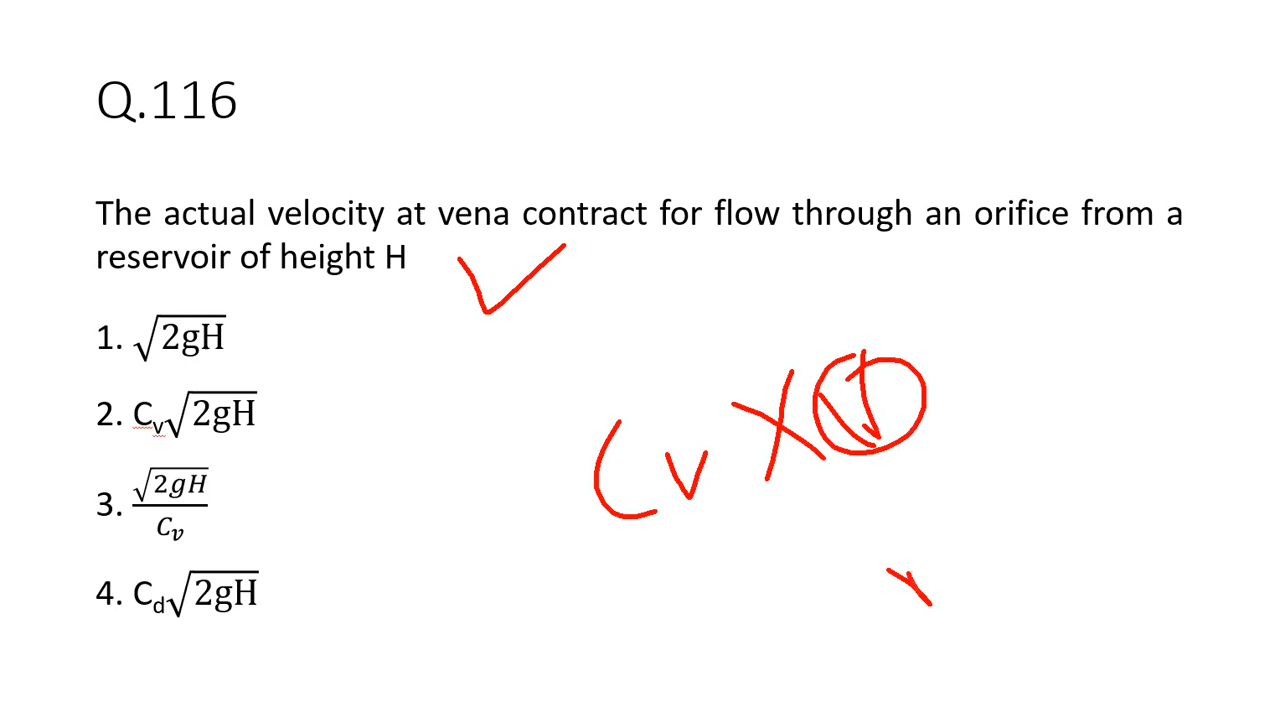 Q.116
The actual velocity at vena contract for flow through an orifice from a
reservoir of height H
1. √2gH
2. Cv√2gH
3. √2gH / Cv
4. Cd√2gH
Cv X